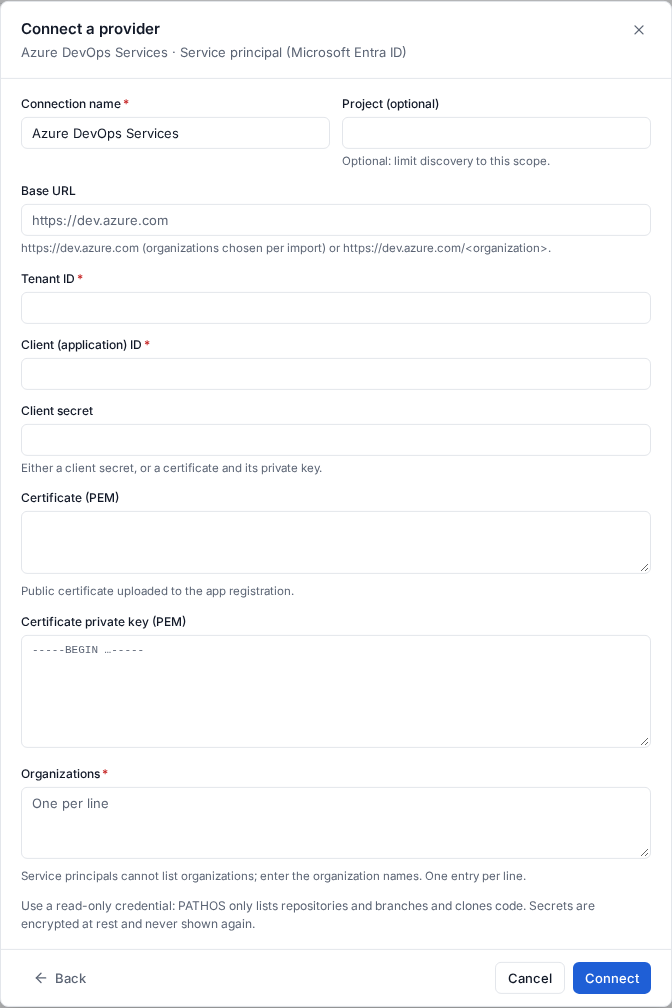 Connect a provider
Azure DevOps Services · Service principal (Microsoft Entra ID)
Connection name *
Project (optional)
Azure DevOps Services
Optional: limit discovery to this scope.
Base URL
https://dev.azure.com
https://dev.azure.com (organizations chosen per import) or https://dev.azure.com/<organization>.
Tenant ID *
Client (application) ID *
Client secret
Either a client secret, or a certificate and its private key.
Certificate (PEM)
Public certificate uploaded to the app registration.
Certificate private key (PEM)
-----BEGIN …-----
Organizations *
One per line
Service principals cannot list organizations; enter the organization names. One entry per line.
Use a read-only credential: PATHOS only lists repositories and branches and clones code. Secrets are
encrypted at rest and never shown again.
← Back
Cancel
Connect